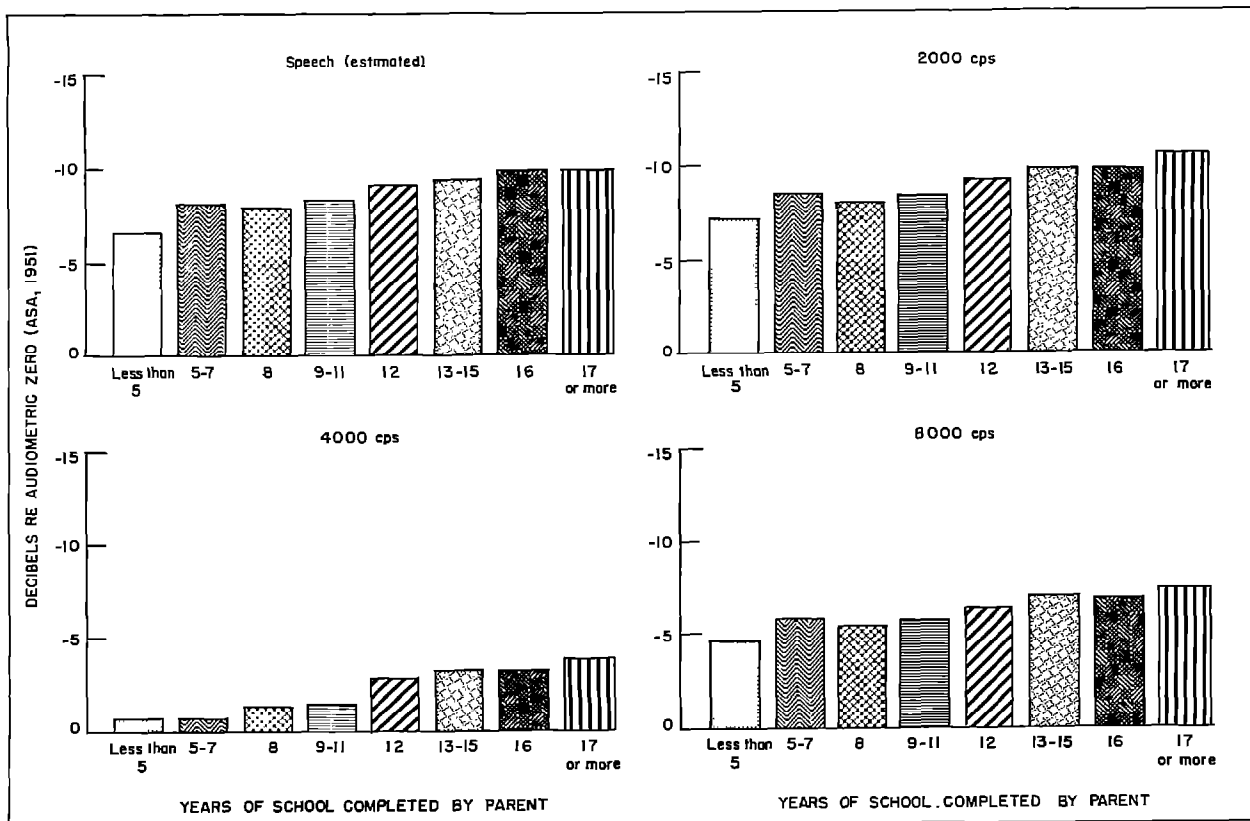 Speech (estimated)
-15
-10
-5
0
Less than 5
5-7
8
9-11
12
13-15
16
17 or more
2000 cps
-15
-10
-5
0
Less than 5
5-7
8
9-11
12
13-15
16
17 or more
DECIBELS RE AUDIOMETRIC ZERO (ASA, 1951)
4000 cps
-15
-10
-5
0
Less than 5
5-7
8
9-11
12
13-15
16
17 or more
YEARS OF SCHOOL COMPLETED BY PARENT
8000 cps
-15
-10
-5
0
Less than 5
5-7
8
9-11
12
13-15
16
17 or more
YEARS OF SCHOOL.COMPLETED BY PARENT